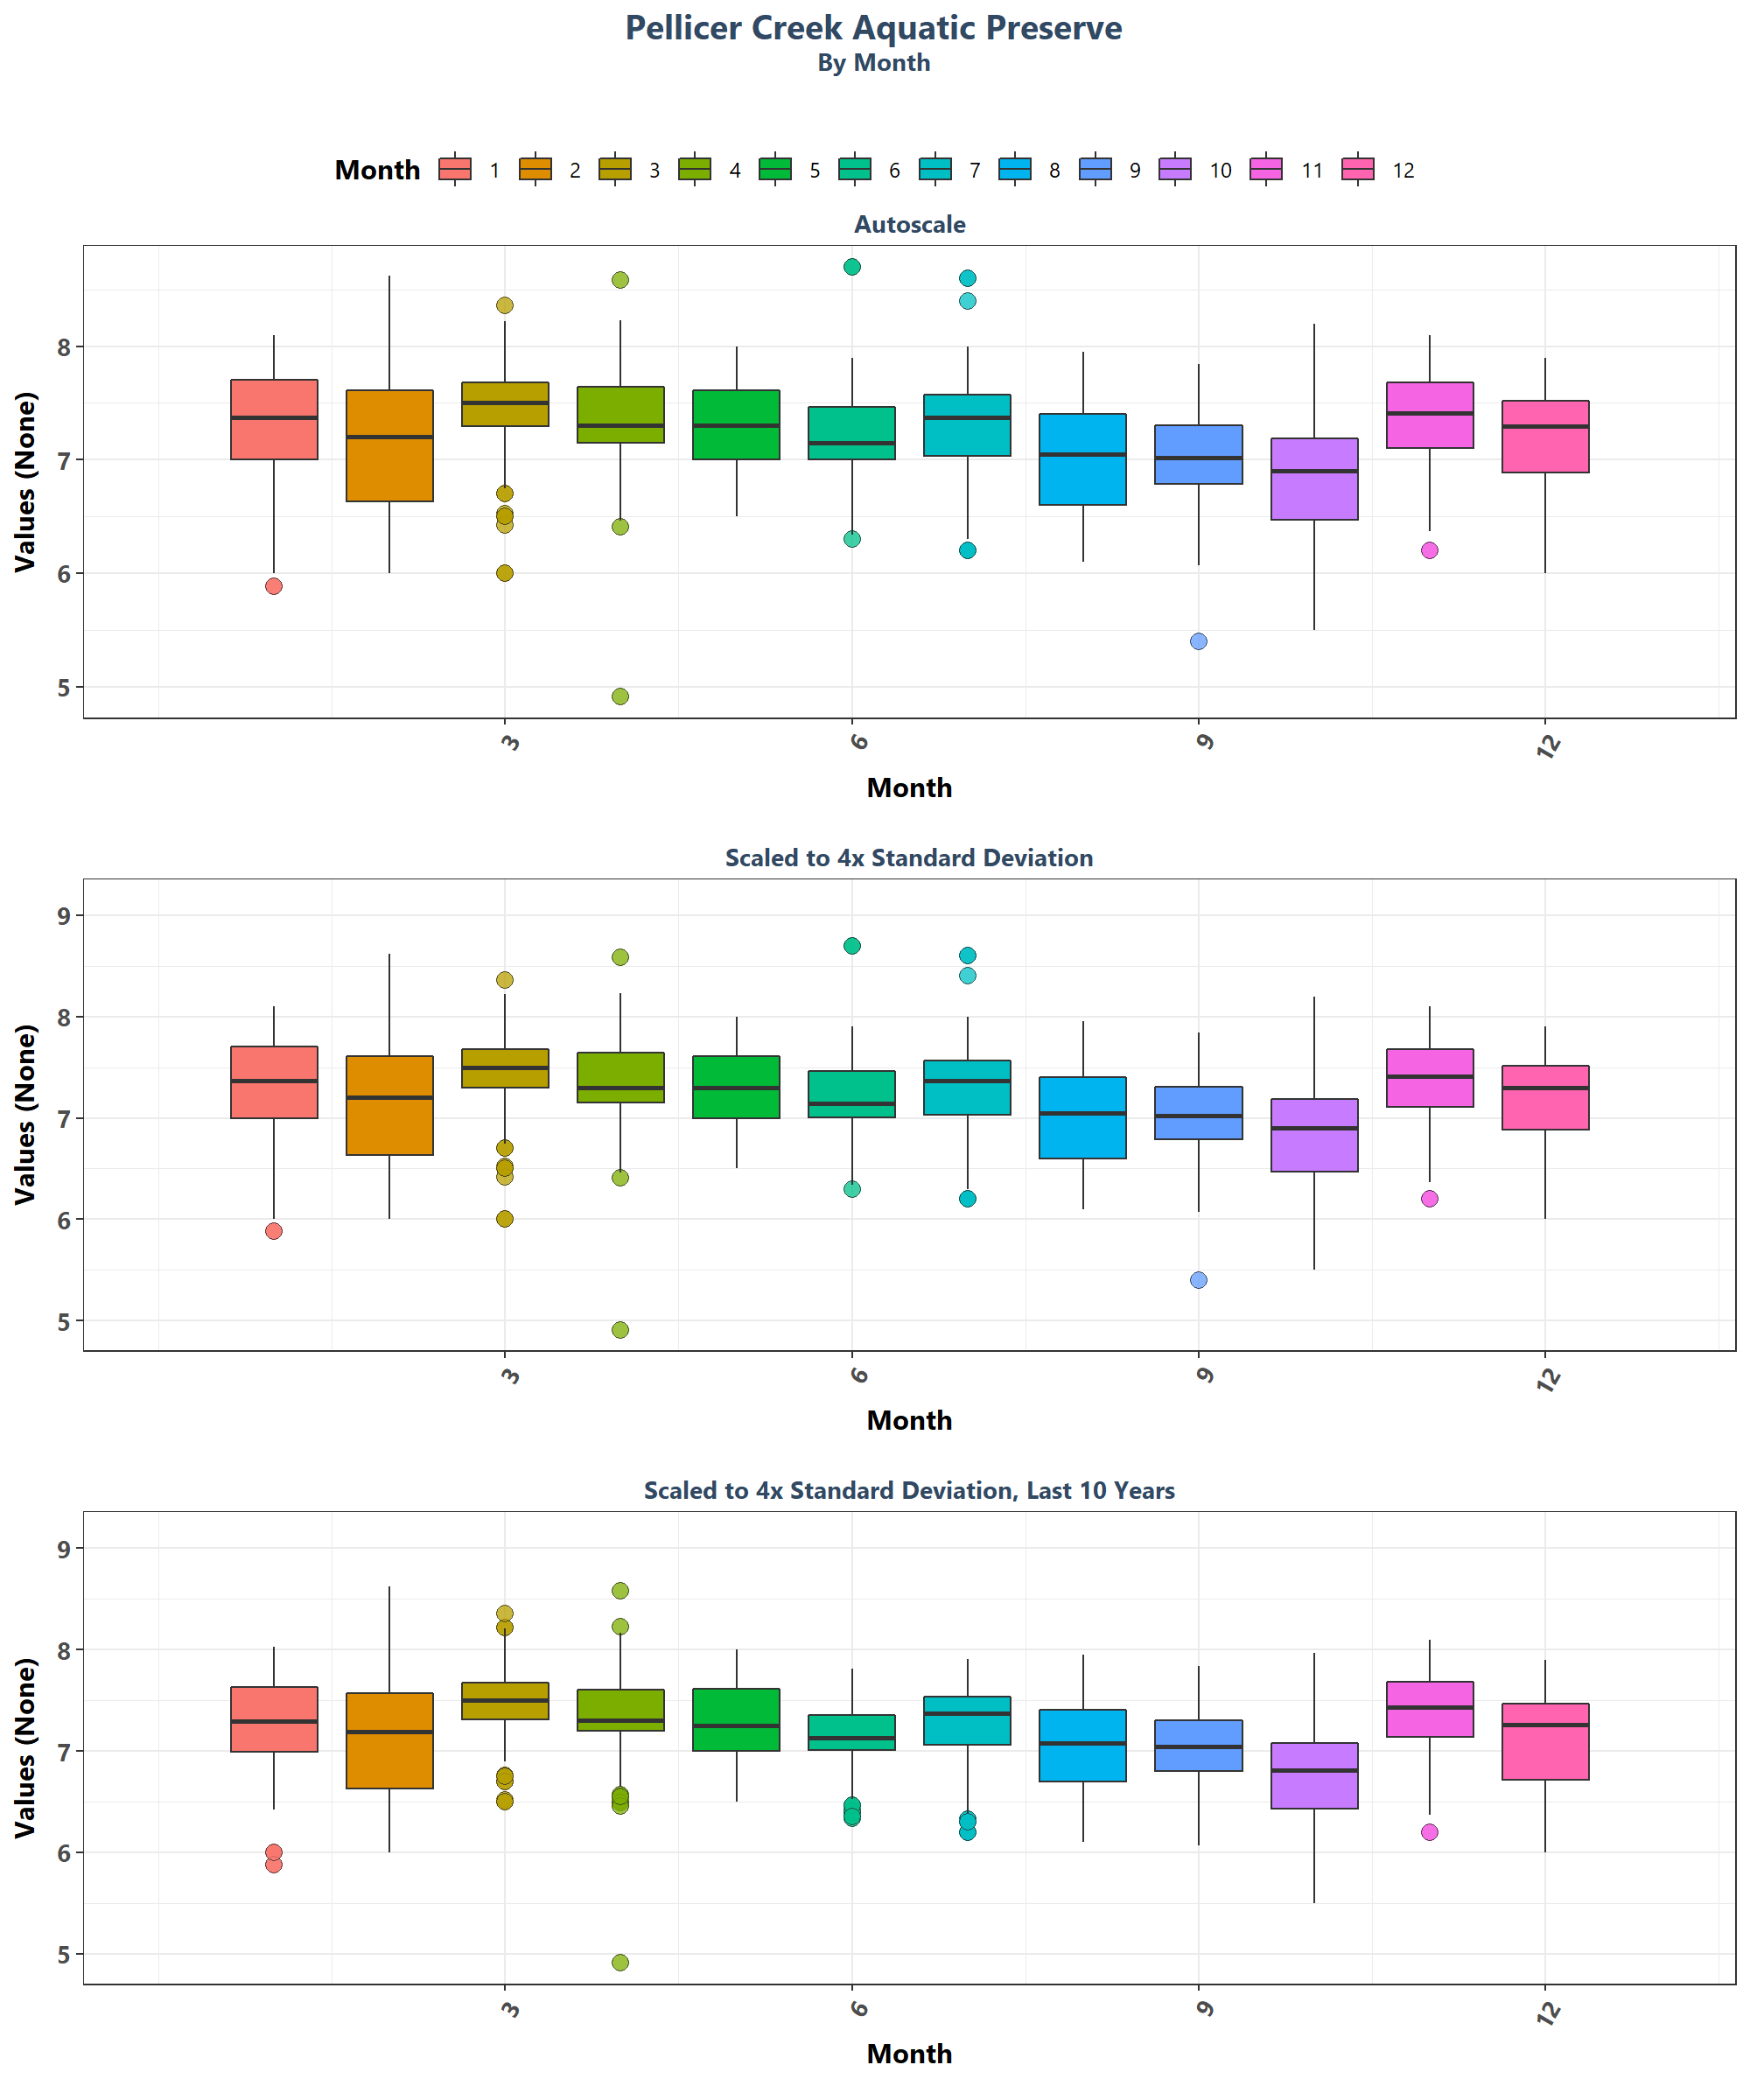 Pellicer Creek Aquatic Preserve
By Month
Month 1 2 3 4 5 6 7 8 9 10 11 12
Autoscale
Values (None)
8
7
6
5
3 6 9 12
Month
Scaled to 4x Standard Deviation
Values (None)
9
8
7
6
5
3 6 9 12
Month
Scaled to 4x Standard Deviation, Last 10 Years
Values (None)
9
8
7
6
5
3 6 9 12
Month